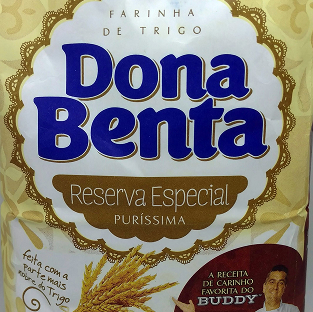 FARINHA
DE TRIGO
Dona
Benta
Reserva Especial
PURÍSSIMA
feita com a
parte mais
nobre do Trigo
A RECEITA
DE CARINHO
FAVORITA DO
BUDDY